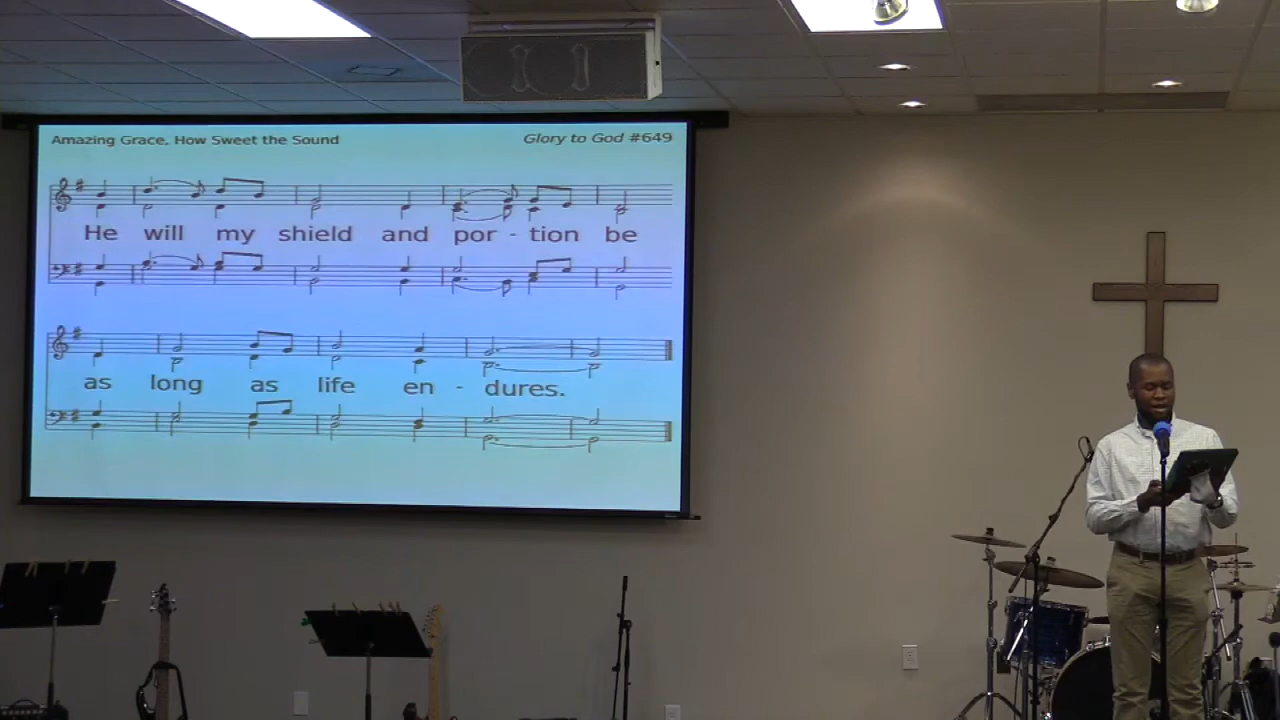 Amazing Grace, How Sweet the Sound
Glory to God #649
He will my shield and por - tion be
as long as life en - dures.